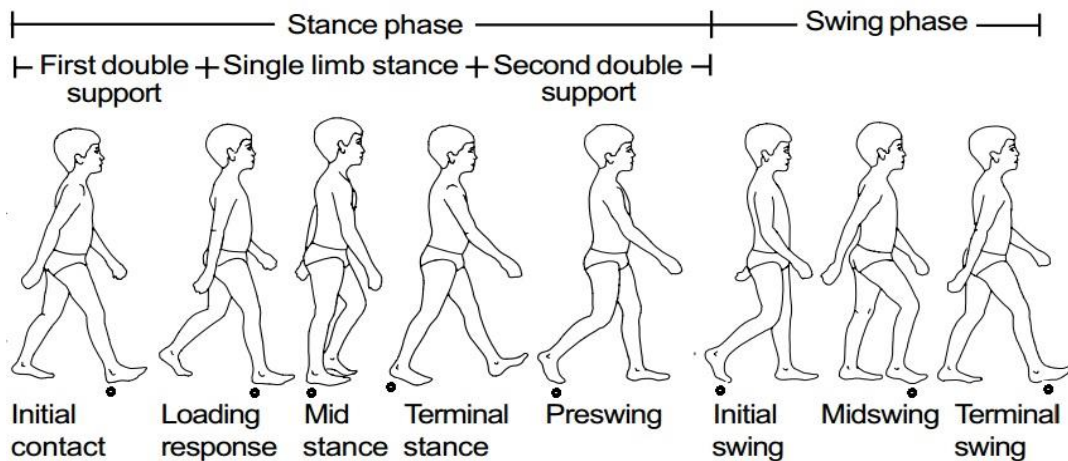 Stance phase
Swing phase
First double support
Single limb stance
Second double support
Initial contact
Loading response
Mid stance
Terminal stance
Preswing
Initial swing
Midswing
Terminal swing